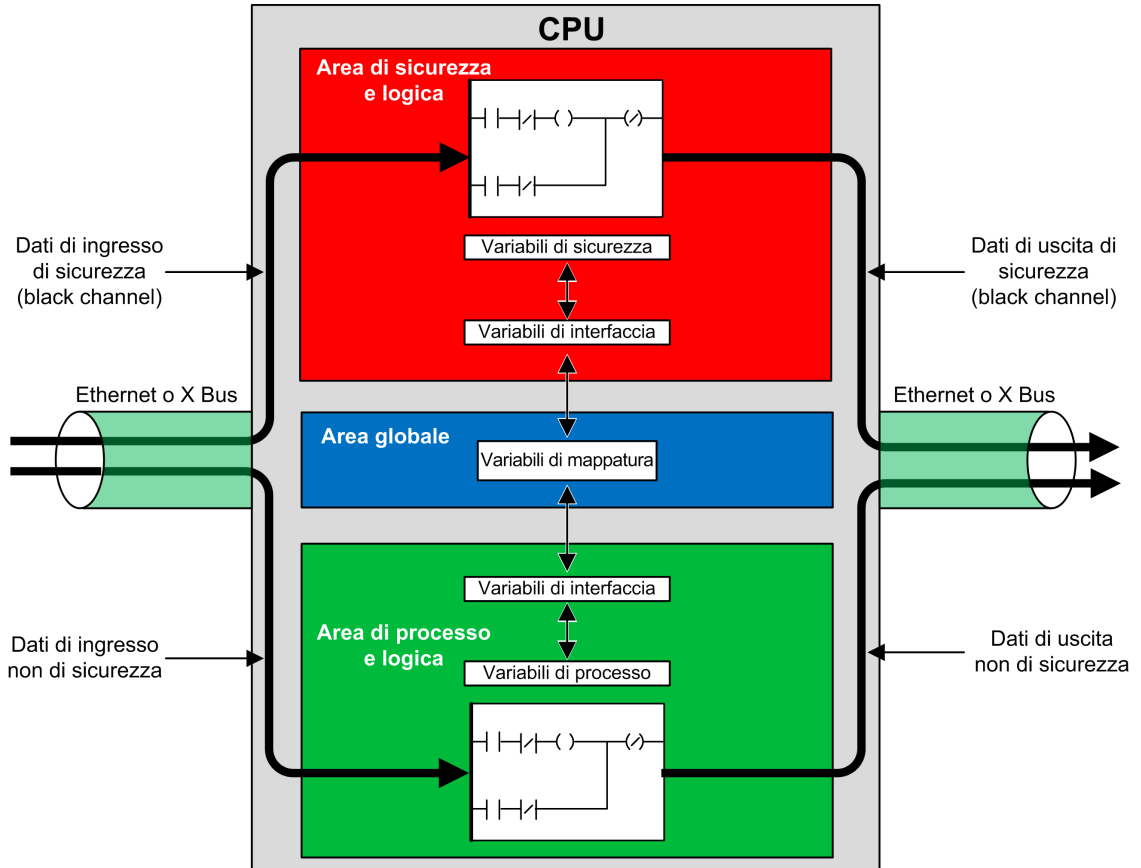 CPU
Area di sicurezza
e logica
Variabili di sicurezza
Variabili di interfaccia
Dati di ingresso
di sicurezza
(black channel)
Dati di uscita di
sicurezza
(black channel)
Ethernet o X Bus
Ethernet o X Bus
Area globale
Variabili di mappatura
Variabili di interfaccia
Area di processo
e logica
Variabili di processo
Dati di ingresso
non di sicurezza
Dati di uscita
non di sicurezza